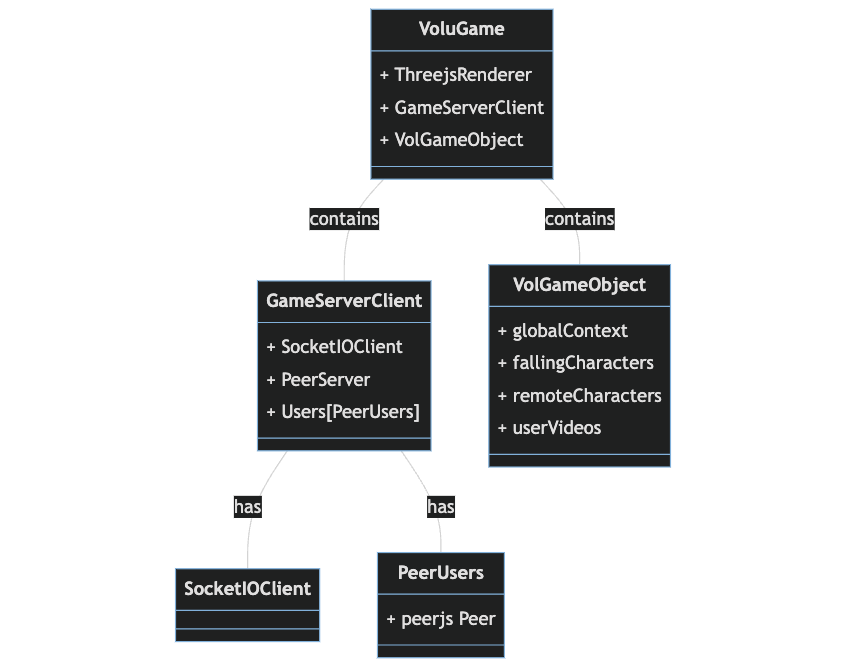 VoluGame
+ ThreejsRenderer
+ GameServerClient
+ VolGameObject
contains
contains
GameServerClient
+ SocketIOClient
+ PeerServer
+ Users[PeerUsers]
VolGameObject
+ globalContext
+ fallingCharacters
+ remoteCharacters
+ userVideos
has
has
SocketIOClient
PeerUsers
+ peerjs Peer